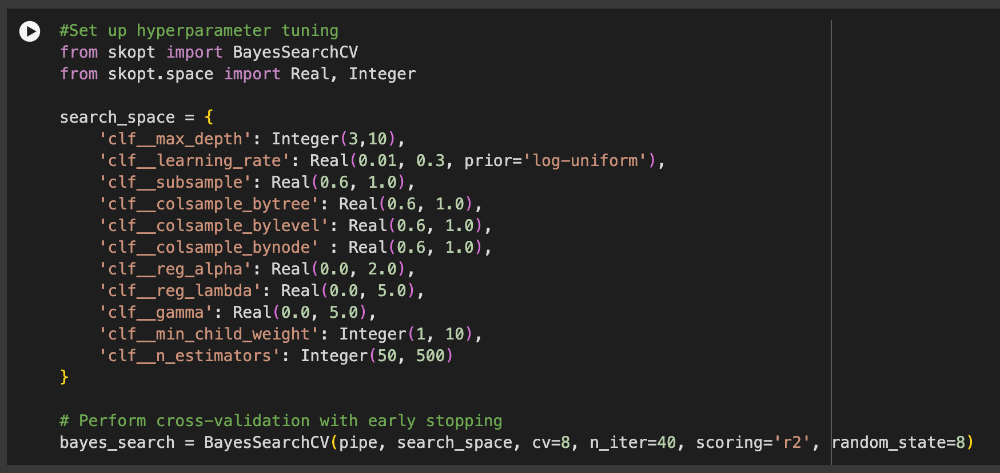 #Set up hyperparameter tuning
from skopt import BayesSearchCV
from skopt.space import Real, Integer

search_space = {
    'clf__max_depth': Integer(3,10),
    'clf__learning_rate': Real(0.01, 0.3, prior='log-uniform'),
    'clf__subsample': Real(0.6, 1.0),
    'clf__colsample_bytree': Real(0.6, 1.0),
    'clf__colsample_bylevel': Real(0.6, 1.0),
    'clf__colsample_bynode' : Real(0.6, 1.0),
    'clf__reg_alpha': Real(0.0, 2.0),
    'clf__reg_lambda': Real(0.0, 5.0),
    'clf__gamma': Real(0.0, 5.0),
    'clf__min_child_weight': Integer(1, 10),
    'clf__n_estimators': Integer(50, 500)
}

# Perform cross-validation with early stopping
bayes_search = BayesSearchCV(pipe, search_space, cv=8, n_iter=40, scoring='r2', random_state=8)